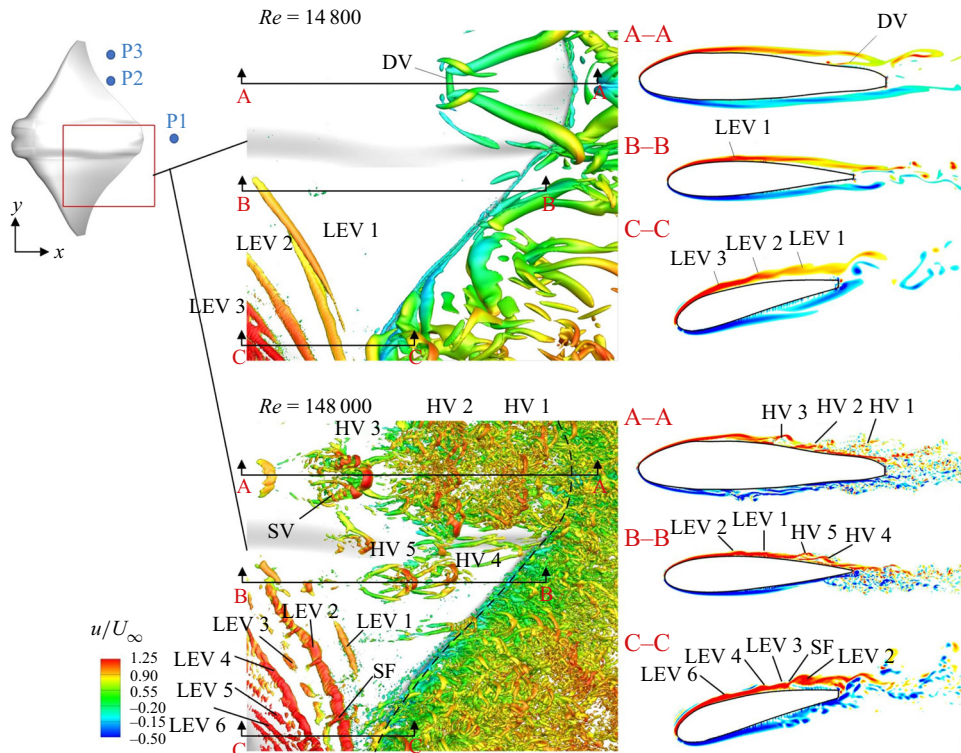 Re = 14 800
P3
P2
P1
y
x
DV
A
A
B
B
LEV 1
LEV 2
LEV 3
C
C
A–A
DV
B–B
LEV 1
C–C
LEV 3
LEV 2
LEV 1
Re = 148 000
HV 3
HV 2
HV 1
A
A
SV
HV 5
HV 4
B
B
LEV 2
LEV 1
LEV 3
LEV 4
SF
LEV 5
LEV 6
C
C
u/U∞
1.25
0.90
0.55
0.20
−0.15
−0.50
A–A
HV 3
HV 2
HV 1
B–B
LEV 2
LEV 1
HV 5
HV 4
C–C
LEV 6
LEV 4
LEV 3
SF
LEV 2